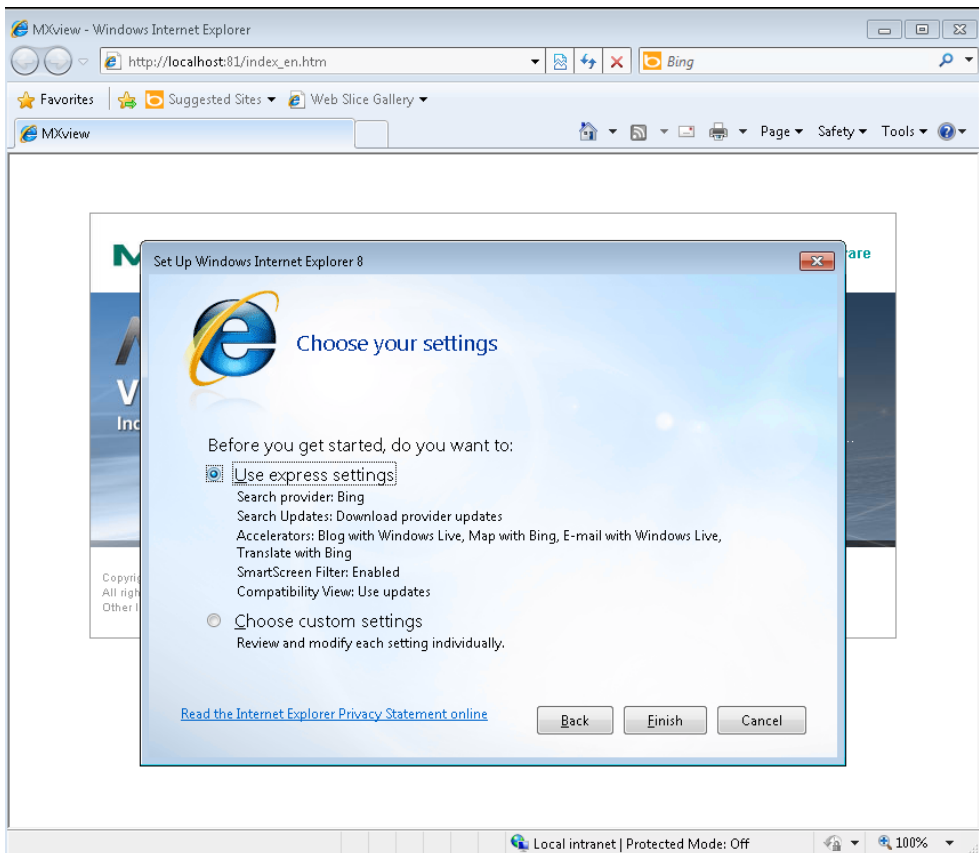 MXview - Windows Internet Explorer
http://localhost:81/index_en.htm
Bing
Favorites
Suggested Sites
Web Slice Gallery
MXview
Page
Safety
Tools
Set Up Windows Internet Explorer 8
Choose your settings
Before you get started, do you want to:
Use express settings
Search provider: Bing
Search Updates: Download provider updates
Accelerators: Blog with Windows Live, Map with Bing, E-mail with Windows Live,
Translate with Bing
SmartScreen Filter: Enabled
Compatibility View: Use updates
Choose custom settings
Review and modify each setting individually.
Read the Internet Explorer Privacy Statement online
Back
Finish
Cancel
Local intranet | Protected Mode: Off
100%